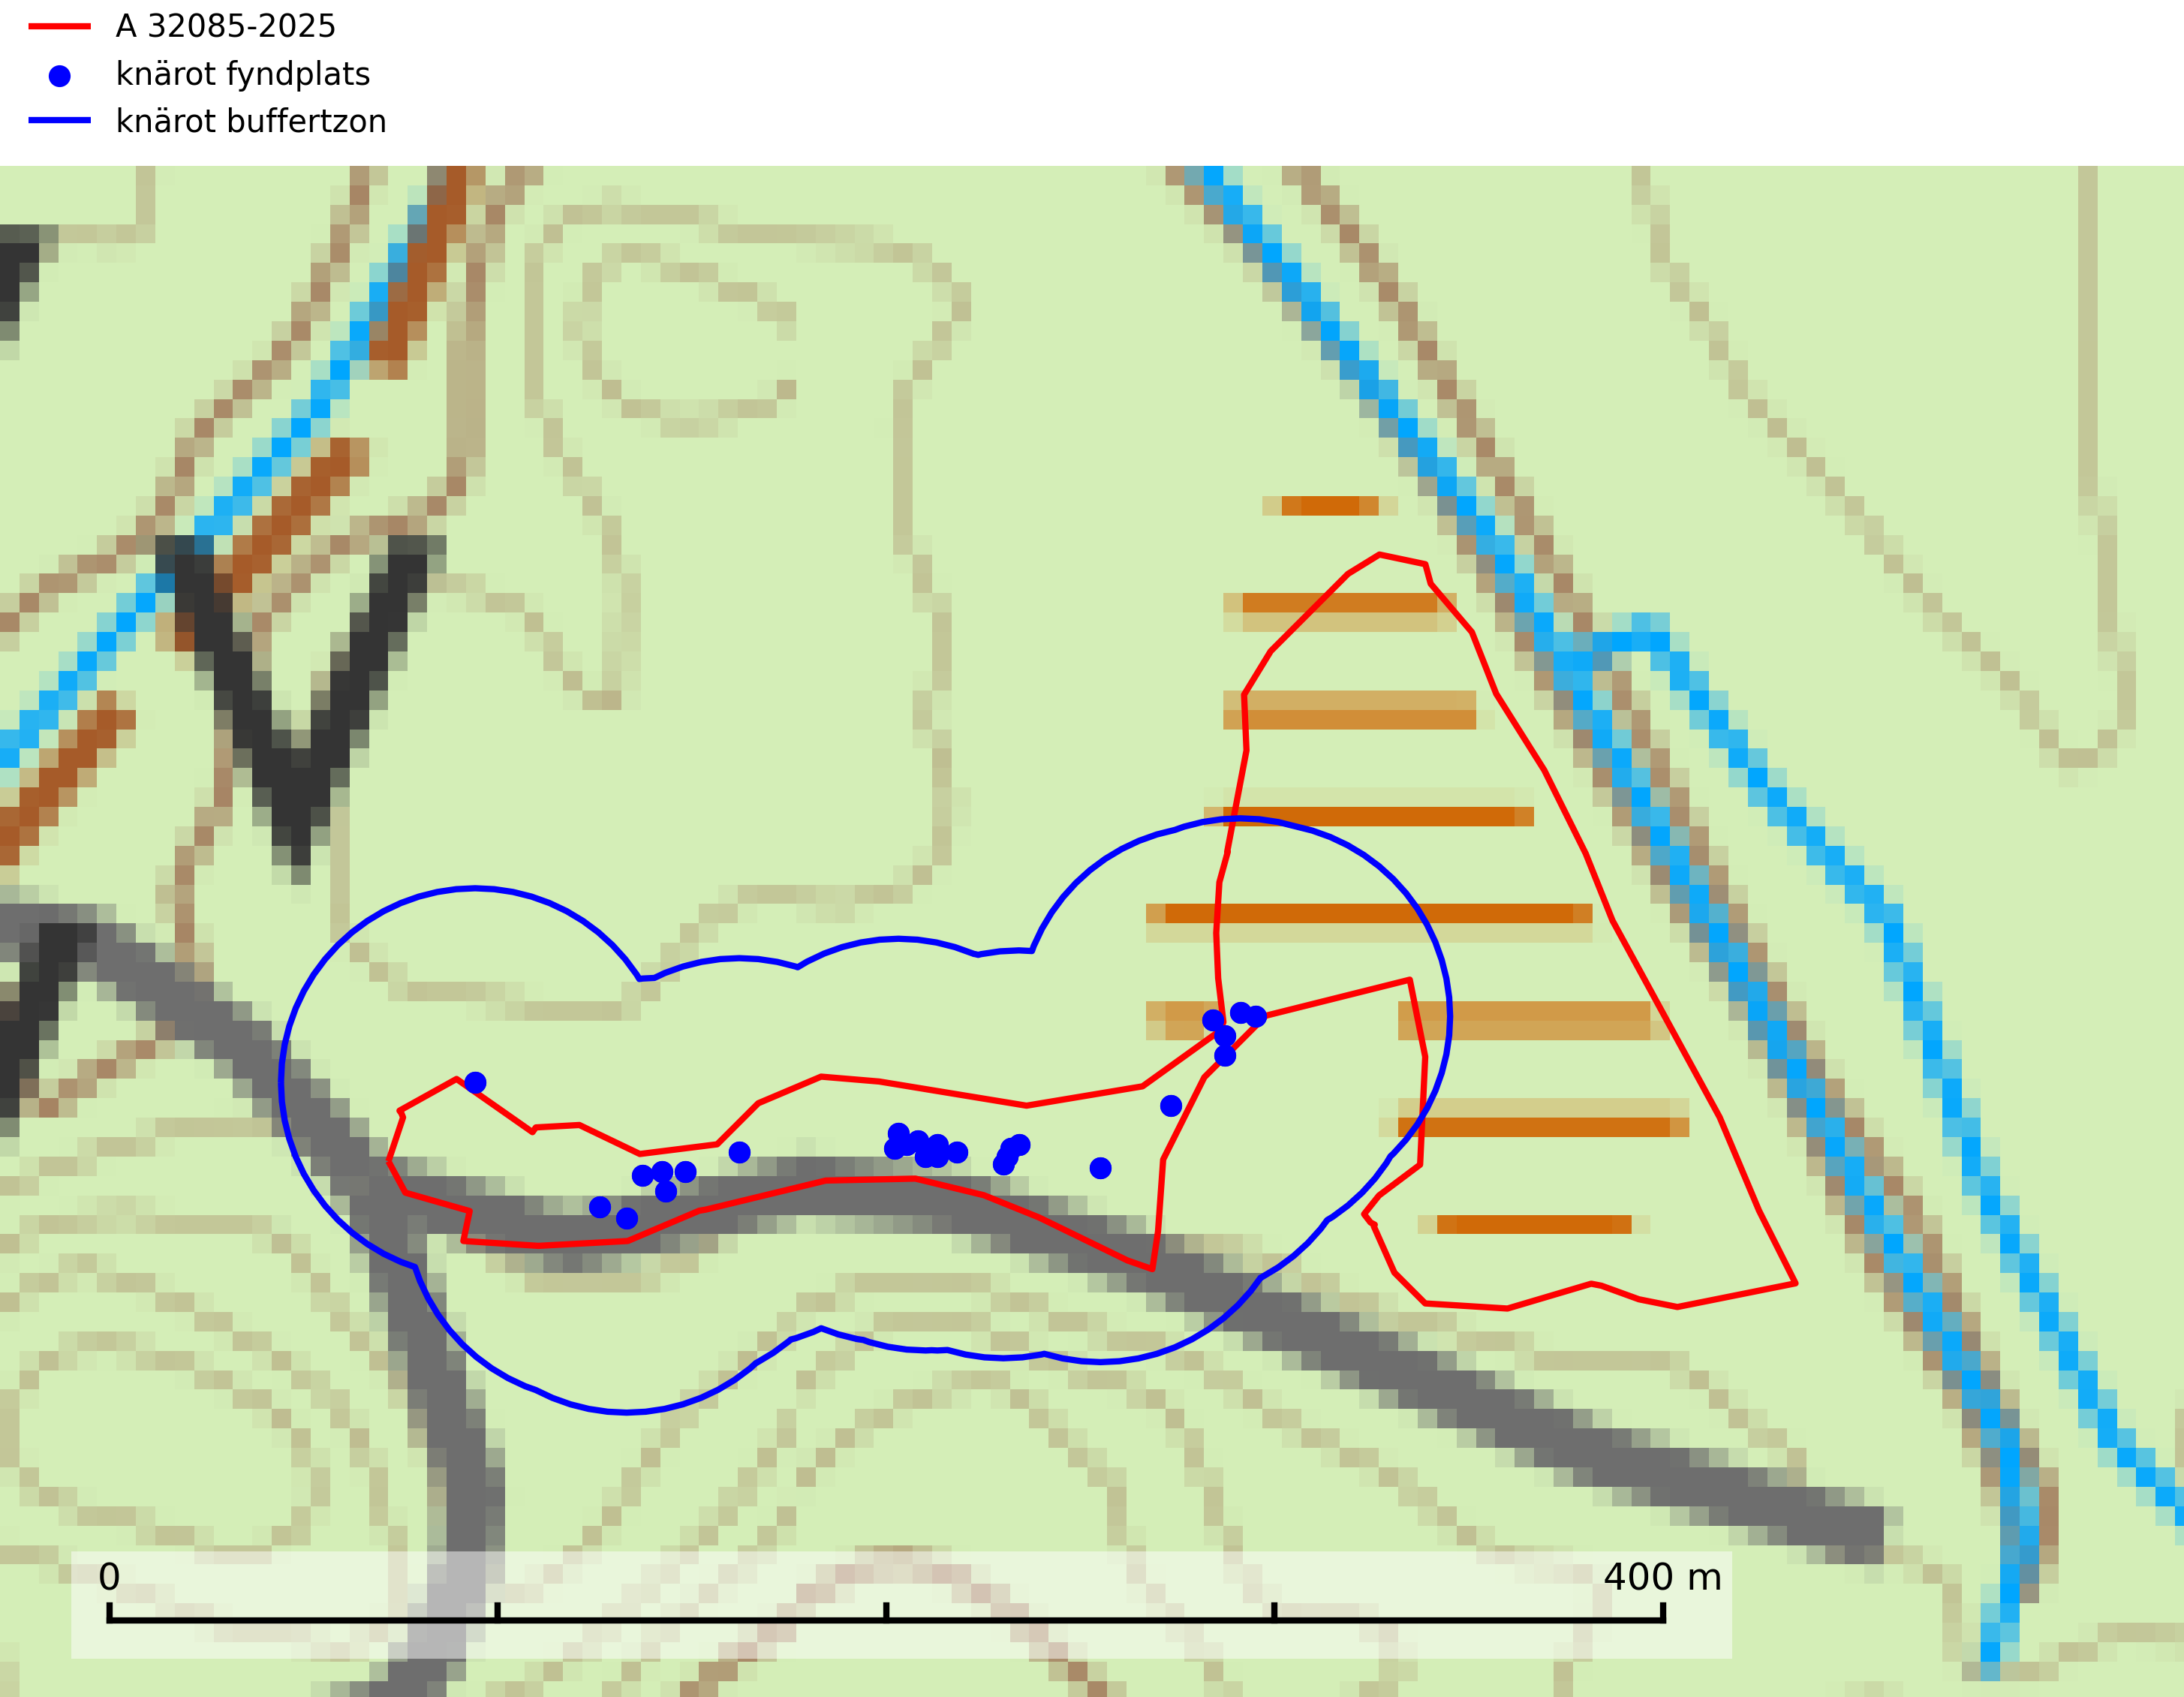 A 32085-2025
knärot fyndplats
knärot buffertzon
0
400 m